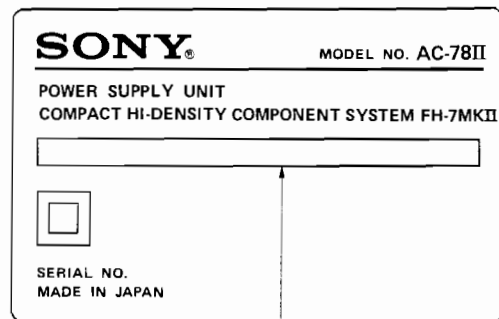 SONY®
MODEL NO. AC-78II
POWER SUPPLY UNIT
COMPACT HI-DENSITY COMPONENT SYSTEM FH-7MKII
SERIAL NO.
MADE IN JAPAN